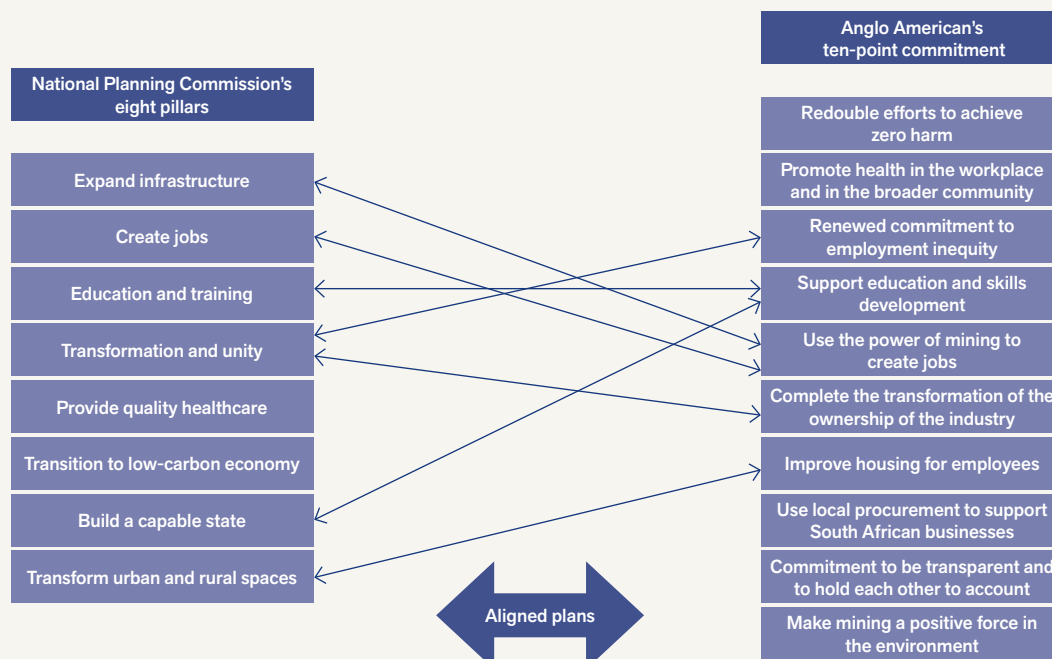 National Planning Commission's
eight pillars
Expand infrastructure
Create jobs
Education and training
Transformation and unity
Provide quality healthcare
Transition to low-carbon economy
Build a capable state
Transform urban and rural spaces
Aligned plans
Anglo American's
ten-point commitment
Redouble efforts to achieve
zero harm
Promote health in the workplace
and in the broader community
Renewed commitment to
employment inequity
Support education and skills
development
Use the power of mining to
create jobs
Complete the transformation of the
ownership of the industry
Improve housing for employees
Use local procurement to support
South African businesses
Commitment to be transparent and
to hold each other to account
Make mining a positive force in
the environment